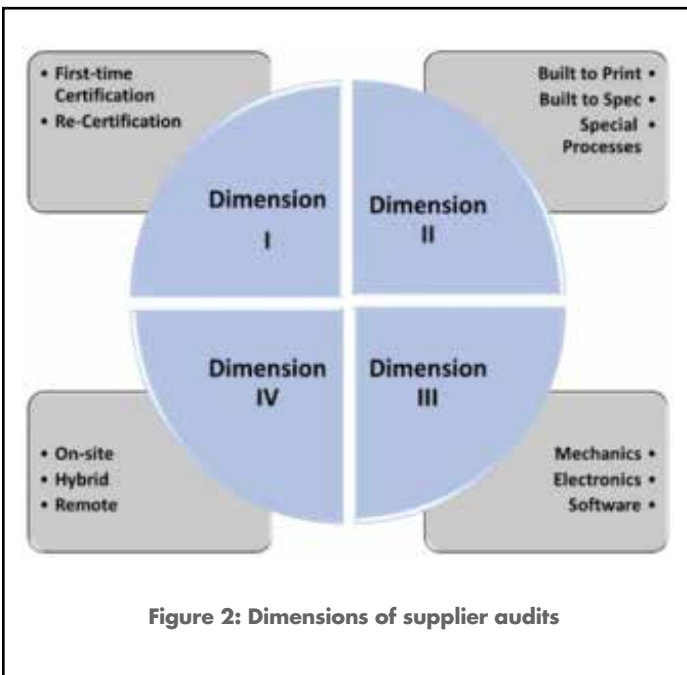 • First-time
Certification
• Re-Certification
Built to Print •
Built to Spec •
Special •
Processes
Dimension
I
Dimension
II
Dimension
IV
Dimension
III
• On-site
• Hybrid
• Remote
Mechanics •
Electronics •
Software •
Figure 2: Dimensions of supplier audits